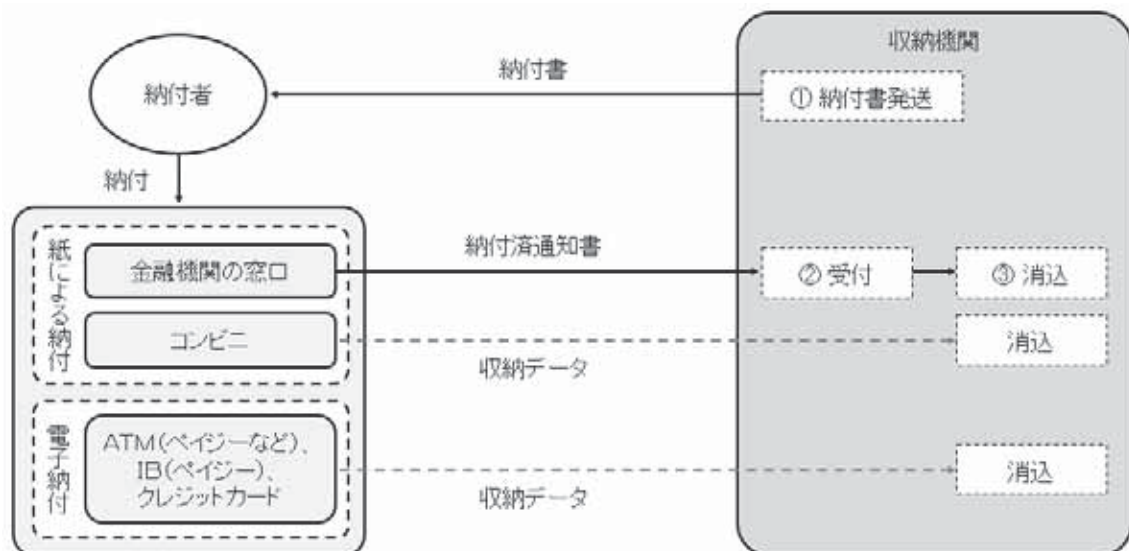 収納機関
納付書
① 納付書発送
納付者
納付
紙による納付
金融機関の窓口
納付済通知書
② 受付
③ 消込
コンビニ
収納データ
消込
電子納付
ATM(ペイジーなど)、
IB(ペイジー)、
クレジットカード
収納データ
消込